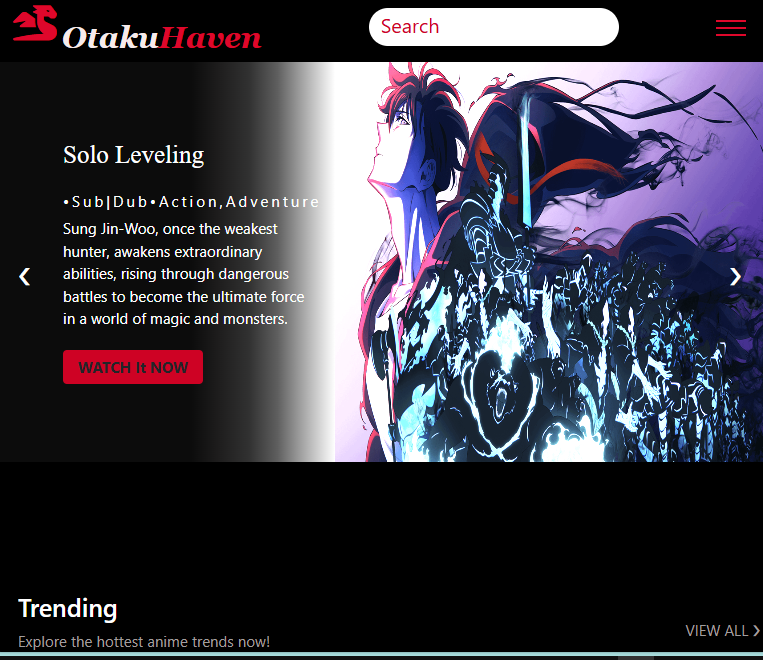 OtakuHaven
Search
Solo Leveling
•Sub|Dub•Action,Adventure
Sung Jin-Woo, once the weakest
hunter, awakens extraordinary
abilities, rising through dangerous
battles to become the ultimate force
in a world of magic and monsters.
WATCH It NOW
Trending
Explore the hottest anime trends now!
VIEW ALL ❯